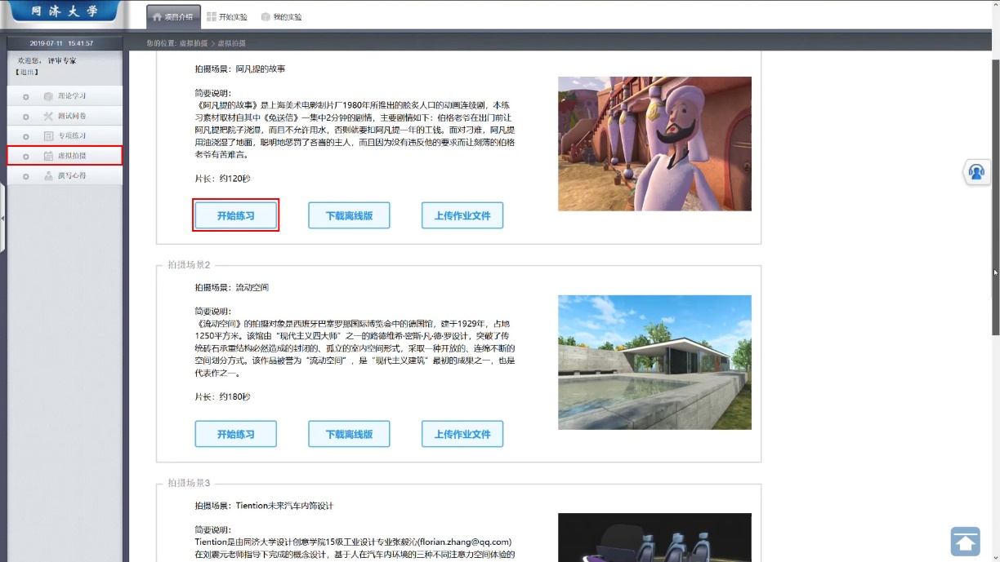 同济大学
项目介绍
开始实验
我的实验
2019-07-11 15:41:57
您的位置: 虚拟拍摄 > 虚拟拍摄
欢迎您， 评审专家
【退出】
理论学习
测试问卷
专项练习
虚拟拍摄
撰写心得
拍摄场景：阿凡提的故事
简要说明：
《阿凡提的故事》是上海美术电影制片厂1980年所推出的脍炙人口的动画连续剧，本练
习素材取材自其中《兔送信》一集中2分钟的剧情，主要剧情如下：伯格老爷在出门前让
阿凡提把院子浇湿，而且不允许用水，否则就要扣阿凡提一年的工钱。面对刁难，阿凡提
用油浇湿了地面，聪明地惩罚了吝啬的主人，而且因为没有违反他的要求而让刻薄的伯格
老爷有苦难言。
片长：约120秒
开始练习
下载离线版
上传作业文件
拍摄场景2
拍摄场景：流动空间
简要说明：
《流动空间》的拍摄对象是西班牙巴塞罗那国际博览会中的德国馆，建于1929年，占地
1250平方米。该馆由“现代主义四大师”之一的路德维希·密斯·凡·德·罗设计，突破了传
统砖石承重结构必然造成的封闭的、孤立的室内空间形式，采取一种开放的、连绵不断的
空间划分方式。该作品被誉为“流动空间”，是“现代主义建筑”最初的成果之一，也是
代表作之一。
片长：约180秒
开始练习
下载离线版
上传作业文件
拍摄场景3
拍摄场景：Tiention未来汽车内饰设计
简要说明：
Tiention是由同济大学设计创意学院15级工业设计专业张毅沁(florian.zhang@qq.com)
在刘震元老师指导下完成的概念设计，基于人在汽车内环境的三种不同注意力空间体验的